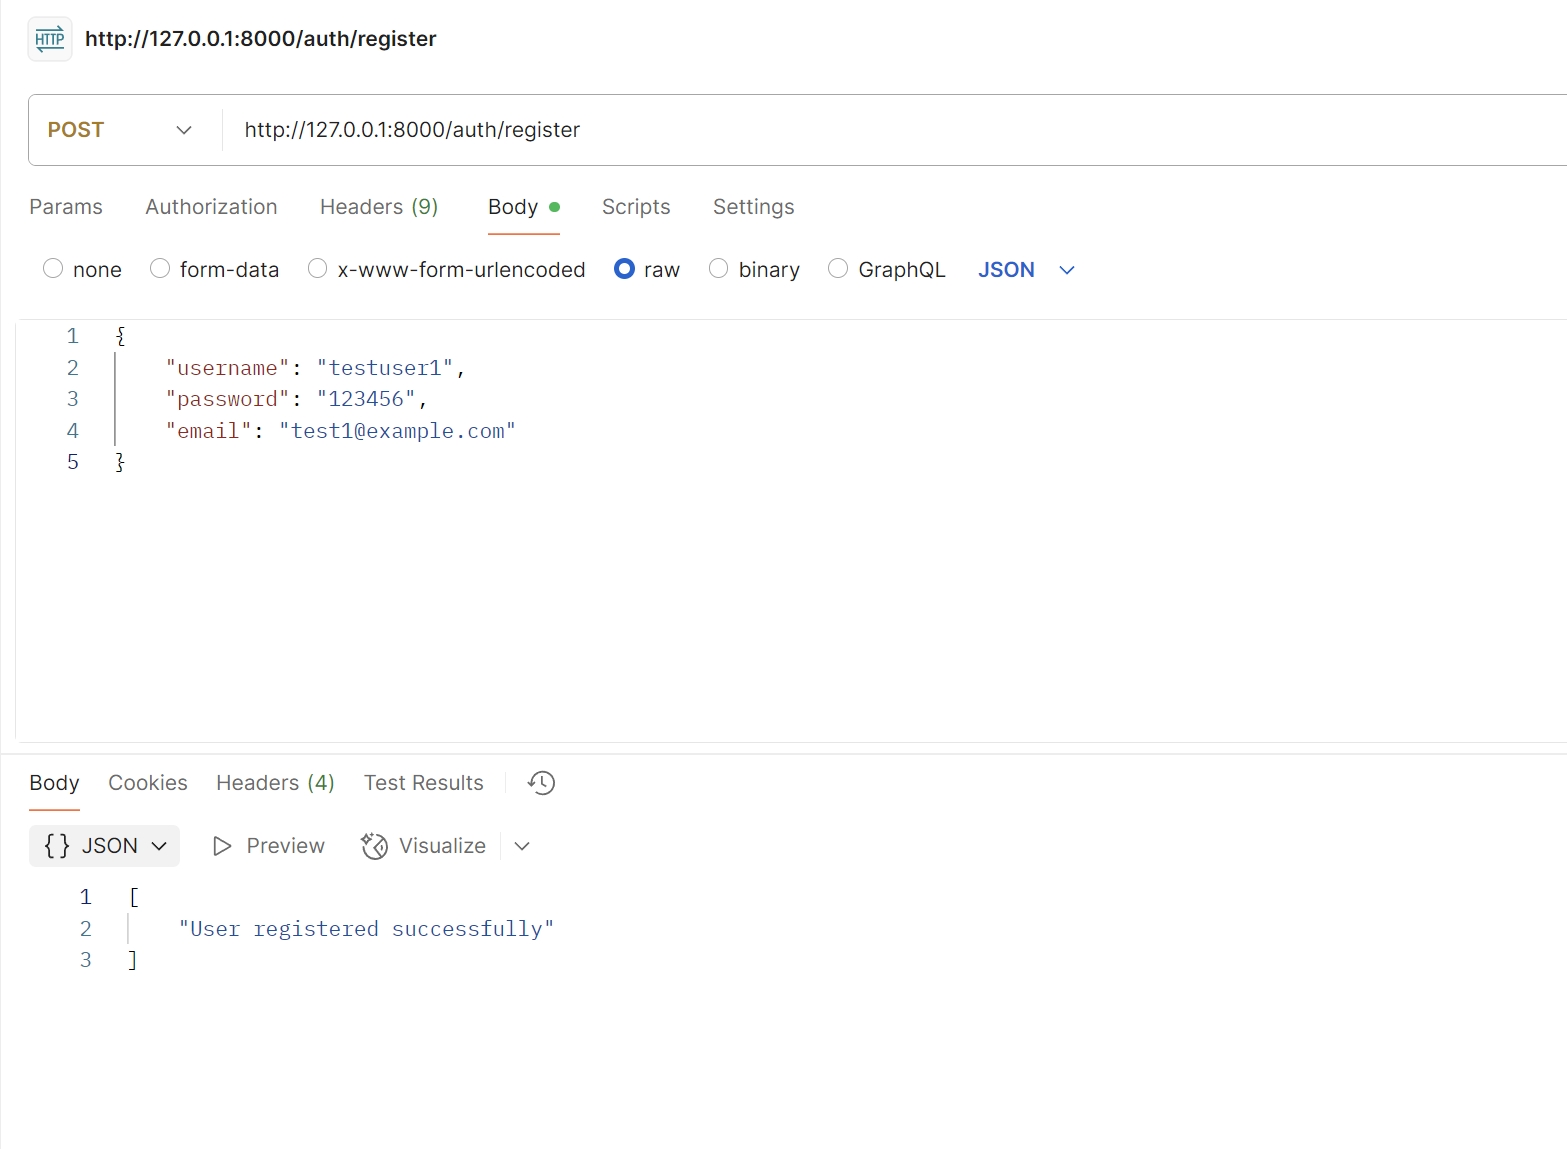 HTTP http://127.0.0.1:8000/auth/register
POST http://127.0.0.1:8000/auth/register
Params Authorization Headers (9) Body Scripts Settings
none form-data x-www-form-urlencoded raw binary GraphQL JSON
1 {
2 "username": "testuser1",
3 "password": "123456",
4 "email": "test1@example.com"
5 }
Body Cookies Headers (4) Test Results
{} JSON Preview Visualize
1 [
2 "User registered successfully"
3 ]